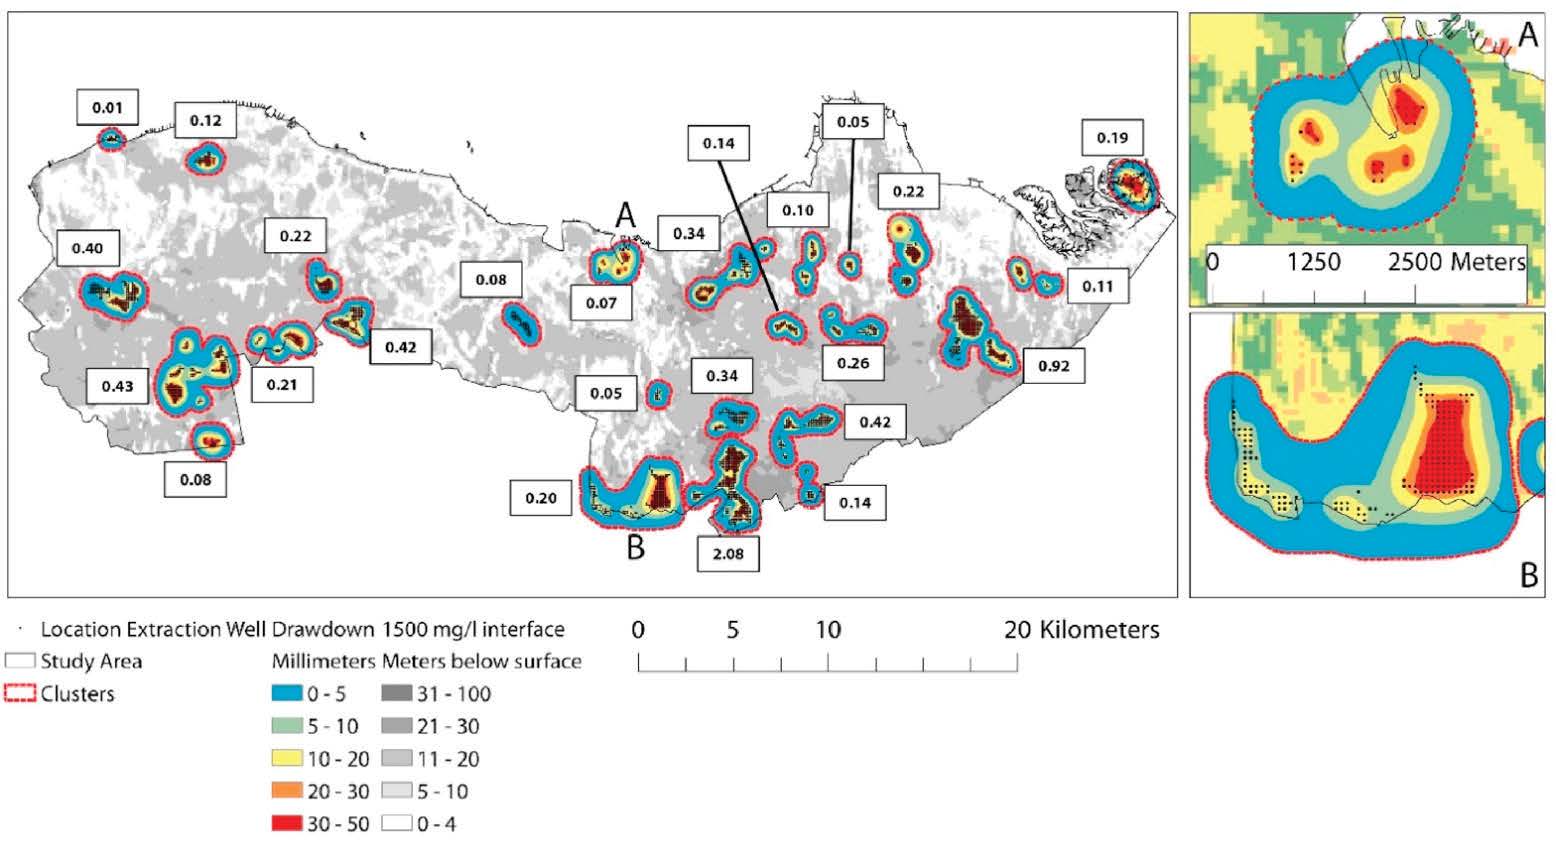 0.01
0.12
0.05
0.14
0.19
A
0.22
0.10
A
0.34
0.22
0.40
0.08
0.07
0.11
0 1250 2500 Meters
0.42
0.26
0.92
0.43
0.21
0.05
0.34
0.42
0.08
0.20
0.14
B
2.08
B
Location Extraction Well Drawdown 1500 mg/l interface
Study Area Millimeters Meters below surface
Clusters 0 - 5 31 - 100
5 - 10 21 - 30
10 - 20 11 - 20
20 - 30 5 - 10
30 - 50 0 - 4
0 5 10 20 Kilometers